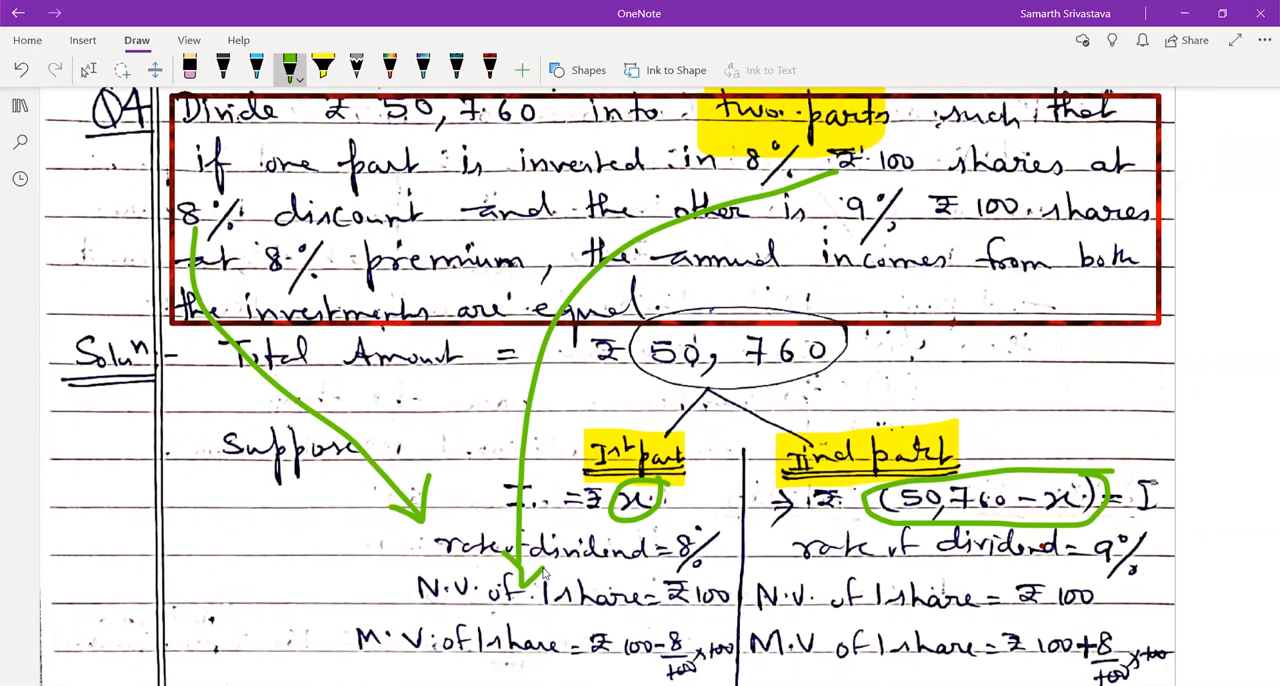 OneNote
Samarth Srivastava
Home Insert Draw View Help
Share
Shapes Ink to Shape Ink to Text
Q4 Divide ₹ 50,760 into two parts such that
if one part is invested in 8% ₹ 100 shares at
8% discount and the other is 9% ₹ 100 shares
at 8% premium, the annual incomes from both
the investments are equal.
Soluⁿ - Total Amount = ₹ 50,760
Suppose Ist part IInd part
I. = ₹ x ⇒ ₹ (50,760 - x) = I
rate of dividend = 8% rate of dividend = 9%
N.V. of 1 share = ₹ 100 N.V. of 1 share = ₹ 100
M.V. of 1 share = ₹ 100 - 8/100 × 100 M.V of 1 share = ₹ 100 + 8/100 × 100